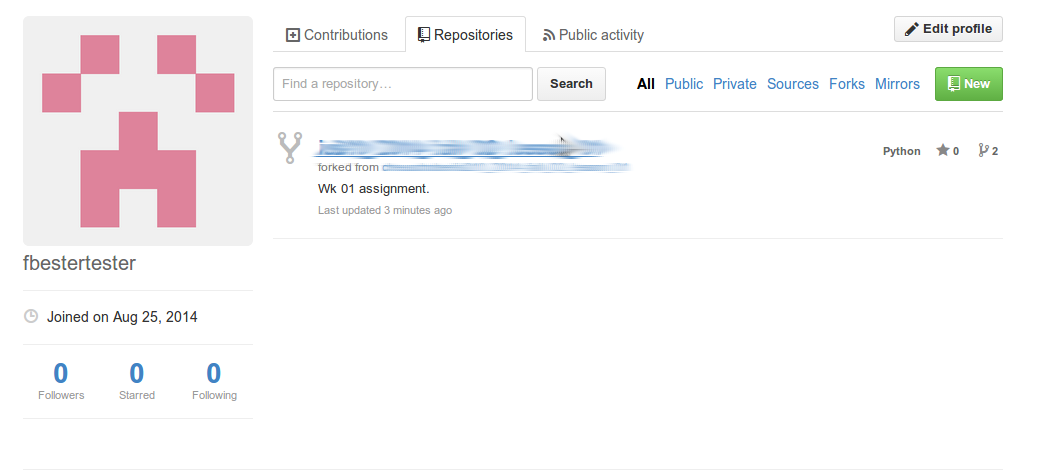 Contributions Repositories Public activity Edit profile
Find a repository... Search All Public Private Sources Forks Mirrors New
Python 0 2
forked from
Wk 01 assignment.
Last updated 3 minutes ago
fbestertester
Joined on Aug 25, 2014
0 0 0
Followers Starred Following